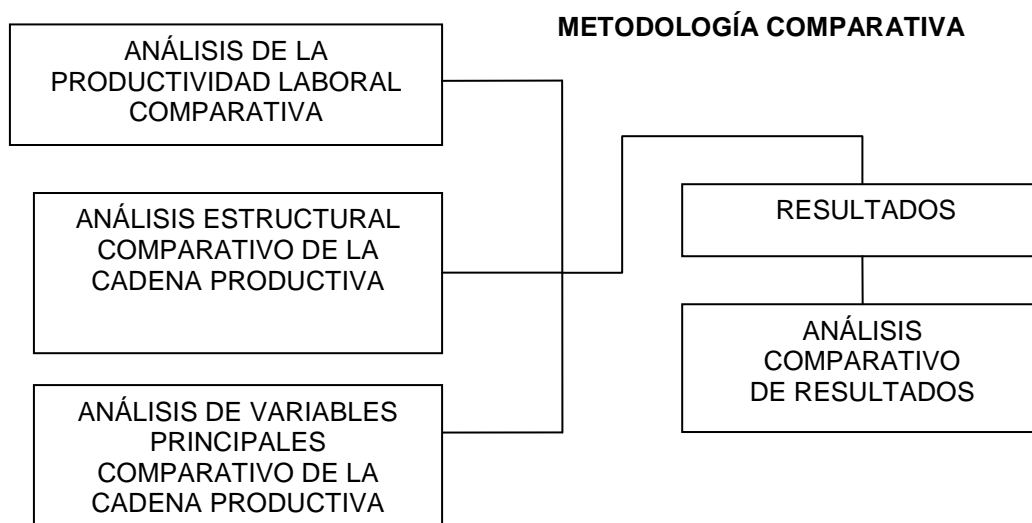 METODOLOGÍA COMPARATIVA
ANÁLISIS DE LA
PRODUCTIVIDAD LABORAL
COMPARATIVA
ANÁLISIS ESTRUCTURAL
COMPARATIVO DE LA
CADENA PRODUCTIVA
ANÁLISIS DE VARIABLES
PRINCIPALES
COMPARATIVO DE LA
CADENA PRODUCTIVA
RESULTADOS
ANÁLISIS
COMPARATIVO
DE RESULTADOS